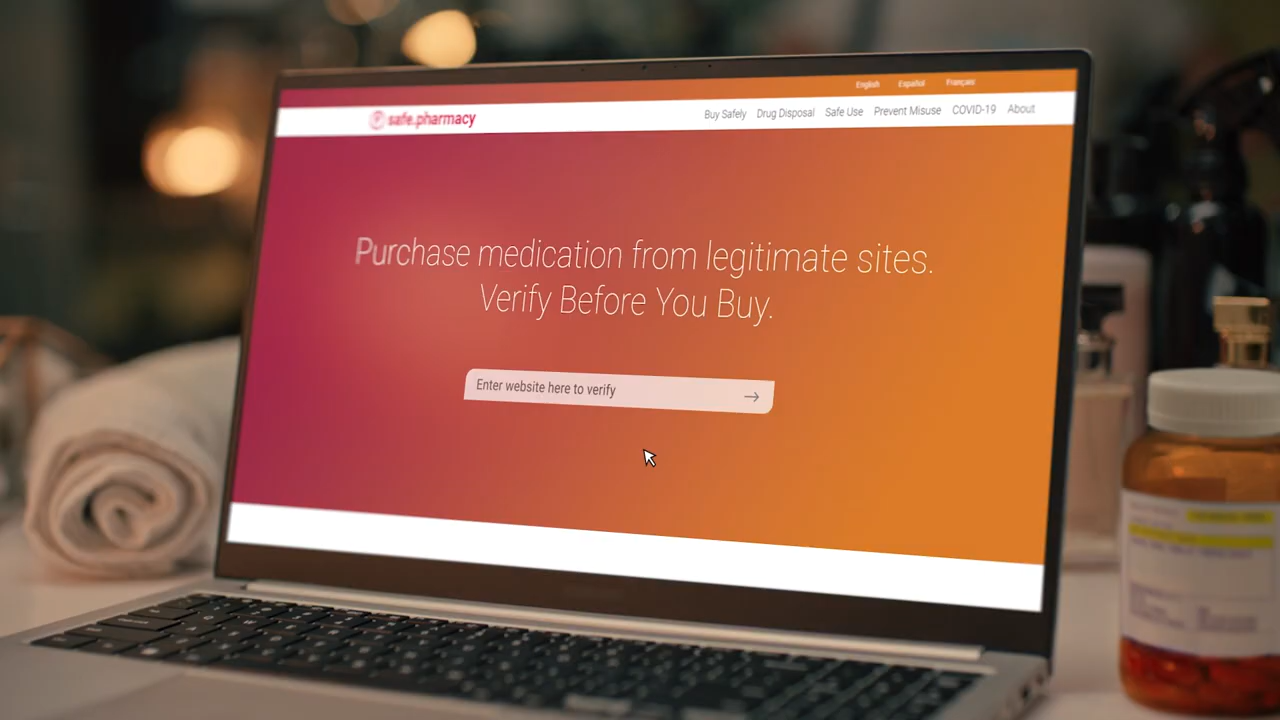 English Español Français
safe.pharmacy Buy Safely Drug Disposal Safe Use Prevent Misuse COVID-19 About
Purchase medication from legitimate sites.
Verify Before You Buy.
Enter website here to verify